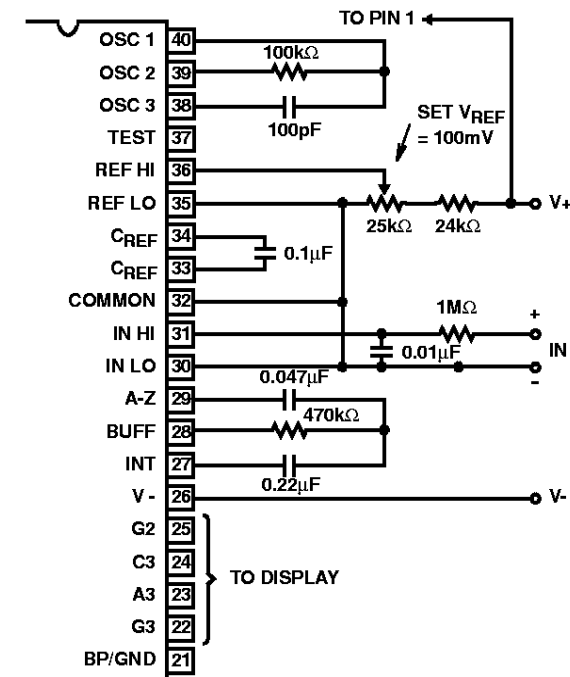 TO PIN 1
OSC 1 40
100kΩ
OSC 2 39
OSC 3 38
100pF
SET VREF
= 100mV
TEST 37
REF HI 36
REF LO 35
V+
25kΩ 24kΩ
CREF 34
0.1µF
CREF 33
COMMON 32
1MΩ
+
IN HI 31
0.01µF
IN
IN LO 30
-
0.047µF
A-Z 29
470kΩ
BUFF 28
INT 27
0.22µF
V - 26
V-
G2 25
C3 24
TO DISPLAY
A3 23
G3 22
BP/GND 21